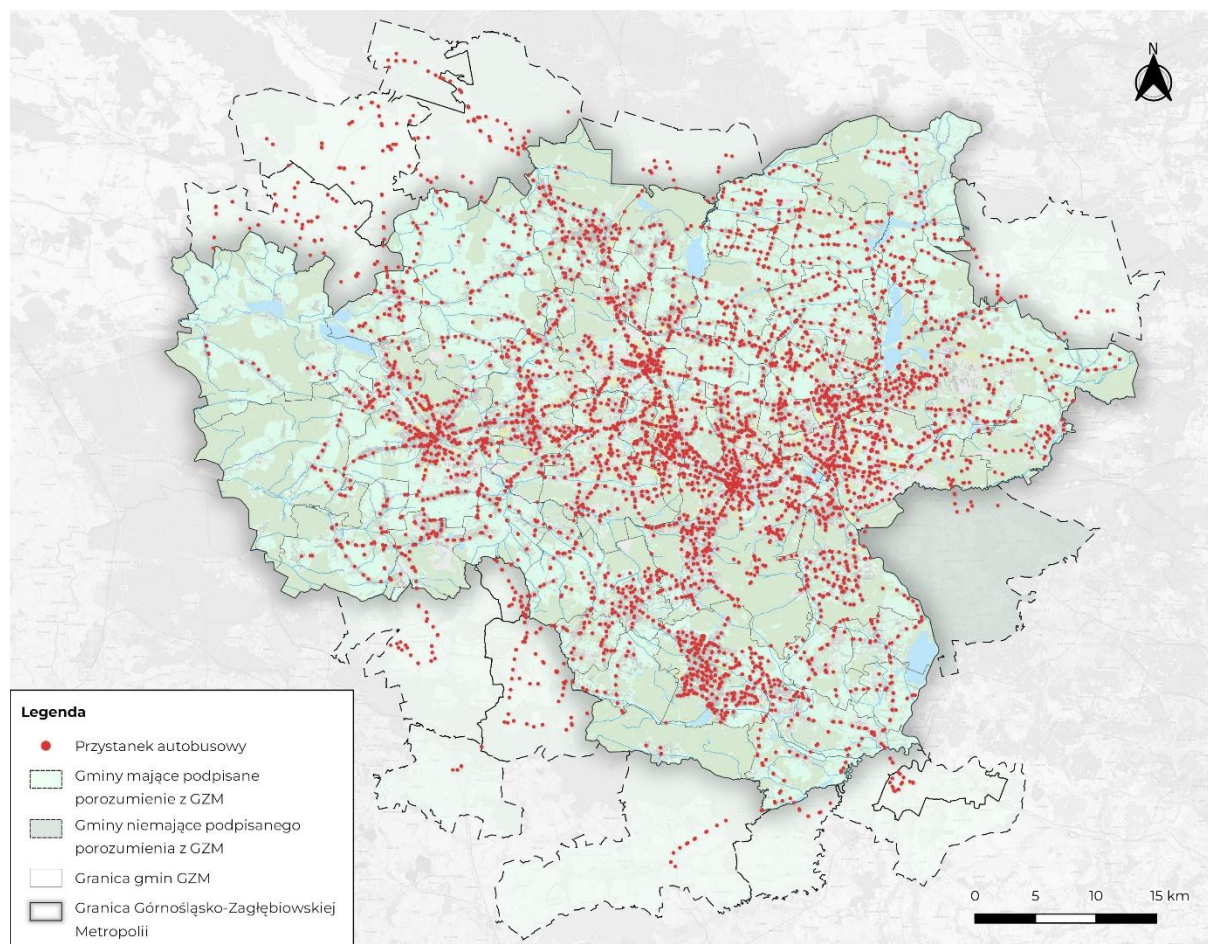 N
Legenda
Przystanek autobusowy
Gminy mające podpisane
porozumienie z GZM
Gminy niemające podpisanego
porozumienia z GZM
Granica gmin GZM
Granica Górnośląsko-Zagłębiowskiej
Metropolii
0 5 10 15 km